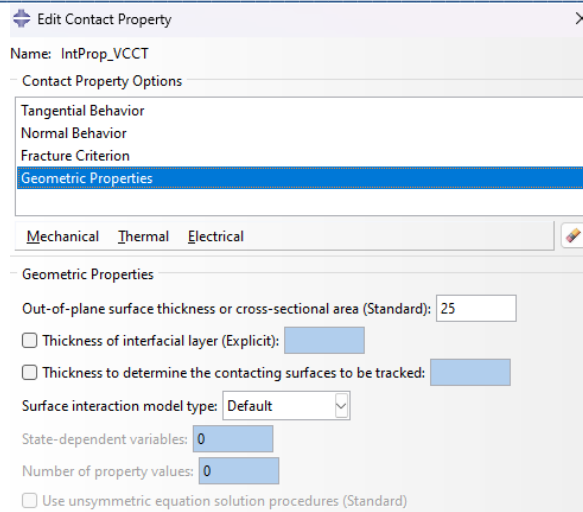 Edit Contact Property
Name: IntProp_VCCT
Contact Property Options
Tangential Behavior
Normal Behavior
Fracture Criterion
Geometric Properties
Mechanical Thermal Electrical
Geometric Properties
Out-of-plane surface thickness or cross-sectional area (Standard): 25
Thickness of interfacial layer (Explicit):
Thickness to determine the contacting surfaces to be tracked:
Surface interaction model type: Default
State-dependent variables: 0
Number of property values: 0
Use unsymmetric equation solution procedures (Standard)